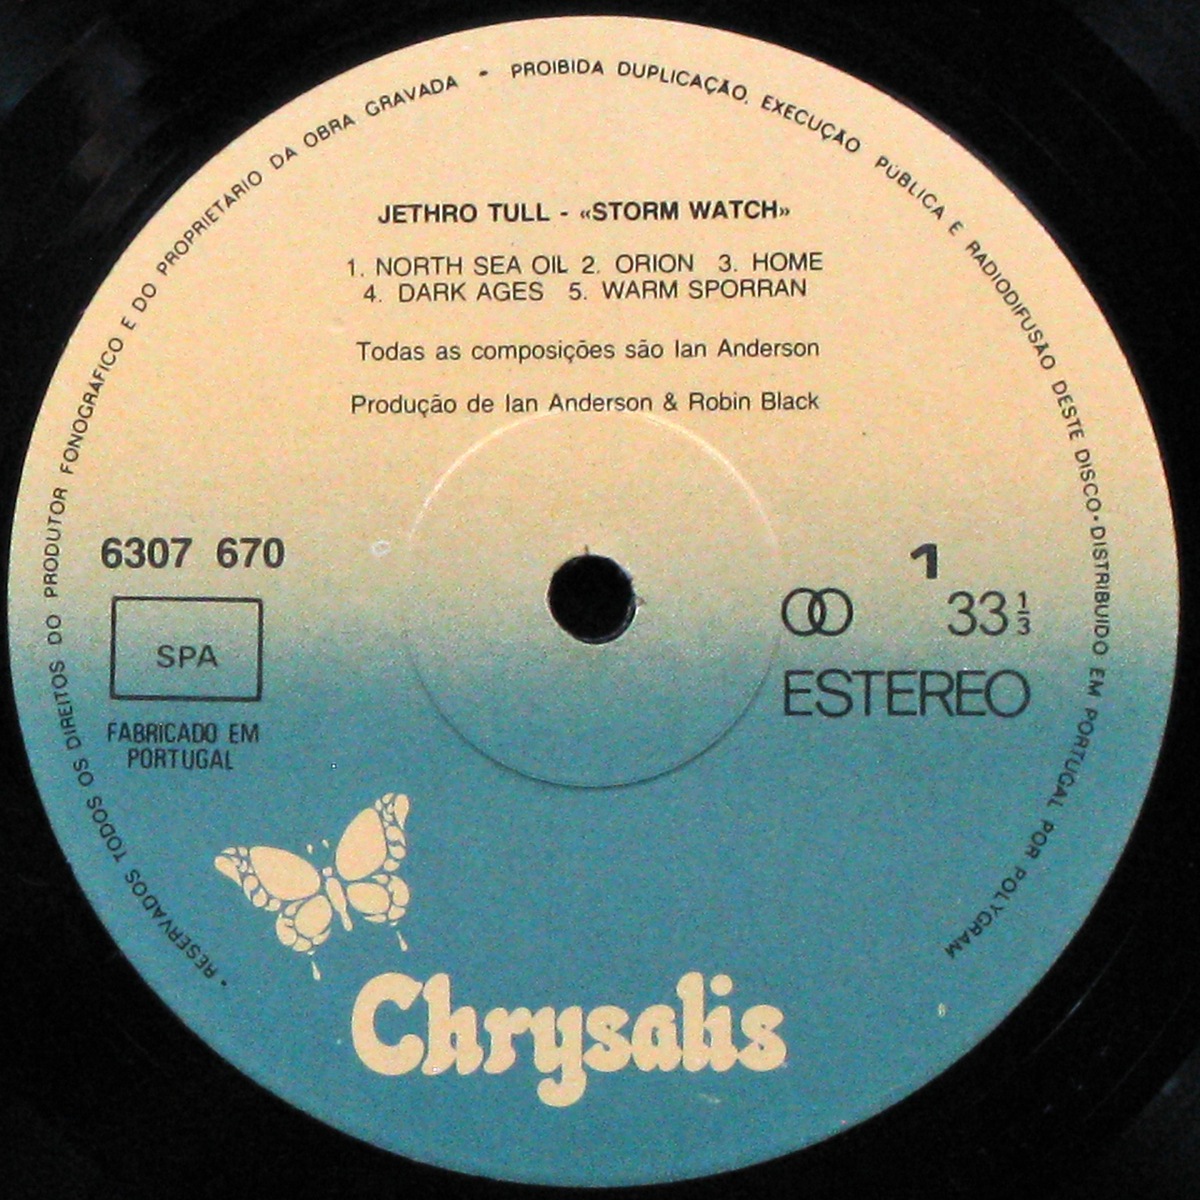 • RESERVADOS TODOS OS DIREITOS DO PRODUTOR FONOGRÁFICO E DO PROPRIETARIO DA OBRA GRAVADA • PROIBIDA DUPLICAÇÃO, EXECUÇÃO PÚBLICA E RADIODIFUSÃO DESTE DISCO • DISTRIBUIDO EM PORTUGAL POR POLYGRAM
JETHRO TULL - «STORM WATCH»
1. NORTH SEA OIL 2. ORION 3. HOME
4. DARK AGES 5. WARM SPORRAN
Todas as composições são Ian Anderson
Produção de Ian Anderson & Robin Black
6307 670
SPA
FABRICADO EM
PORTUGAL
1
33 1/3
ESTEREO
Chrysalis